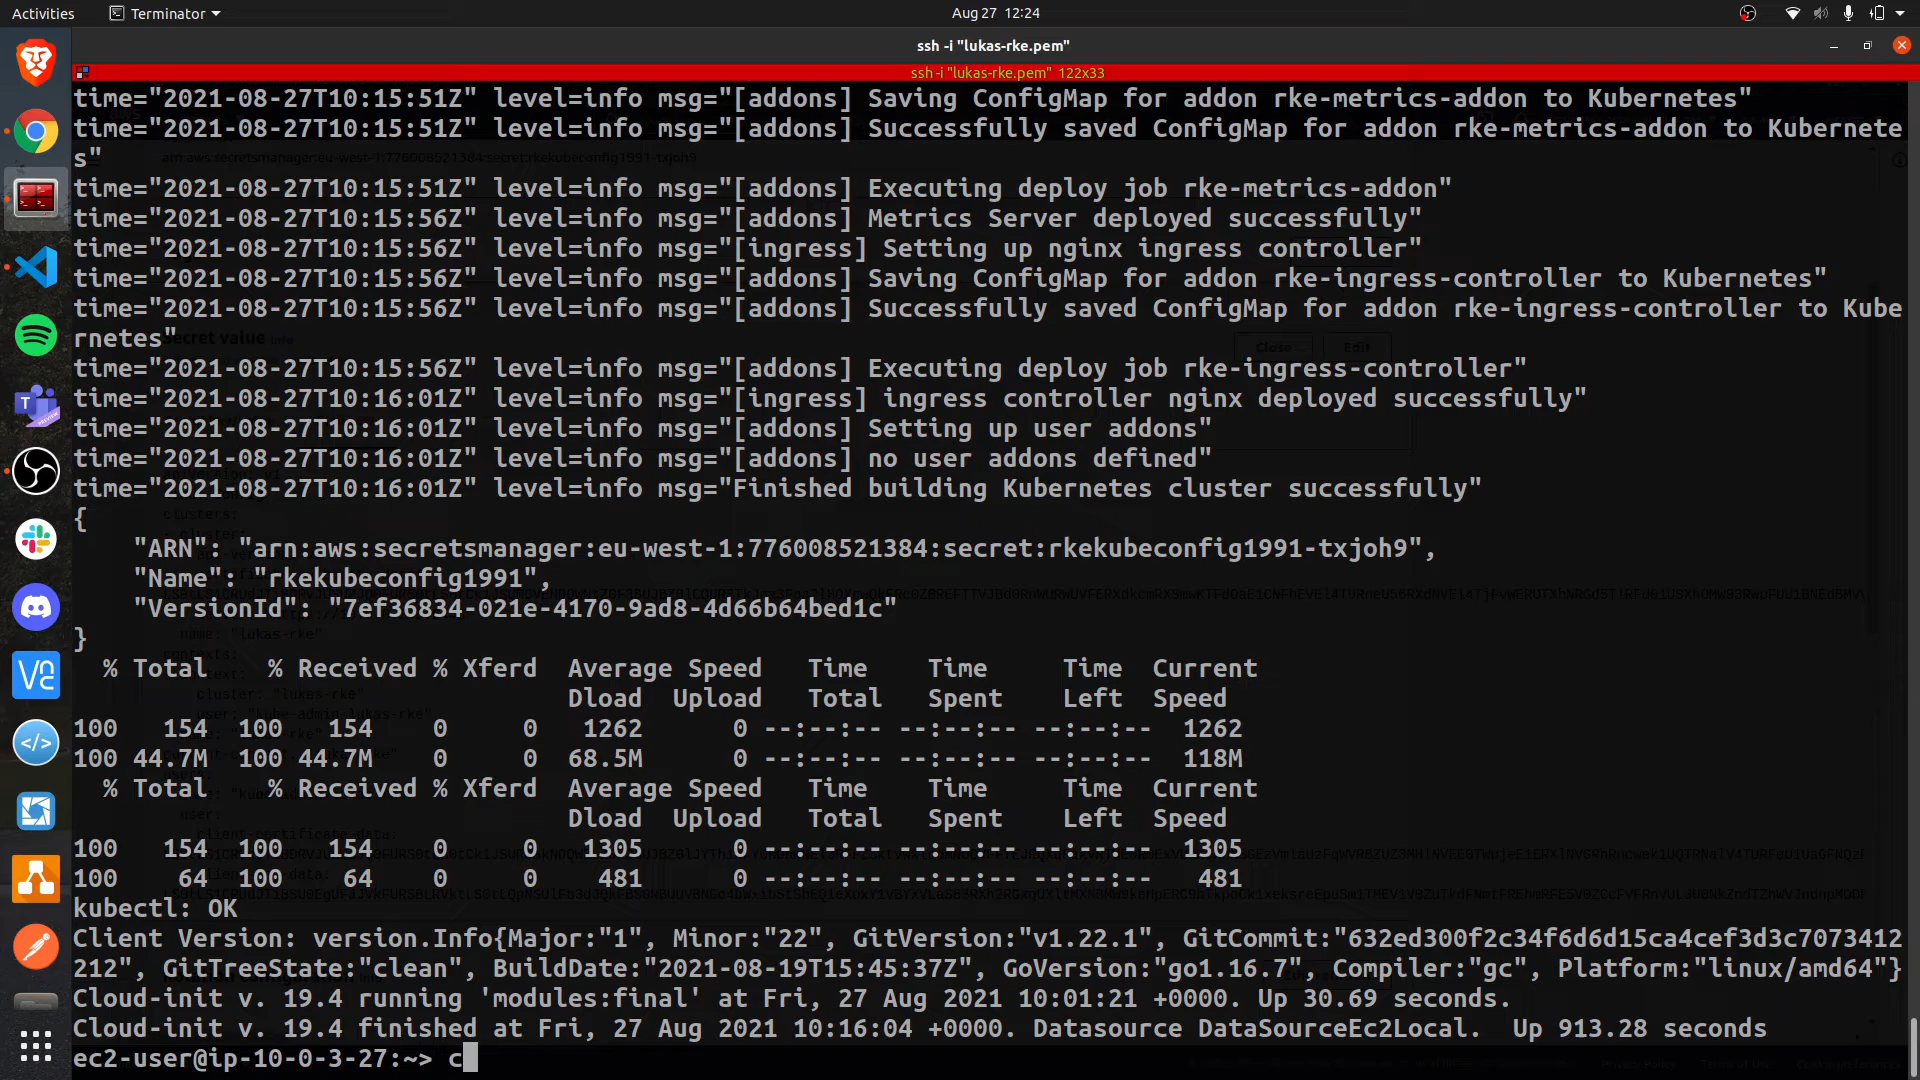 Activities
Terminator
Aug 27 12:24
ssh -i "lukas-rke.pem"
ssh -i "lukas-rke.pem" 122x33
time="2021-08-27T10:15:51Z" level=info msg="[addons] Saving ConfigMap for addon rke-metrics-addon to Kubernetes"
time="2021-08-27T10:15:51Z" level=info msg="[addons] Successfully saved ConfigMap for addon rke-metrics-addon to Kubernete
s"
time="2021-08-27T10:15:51Z" level=info msg="[addons] Executing deploy job rke-metrics-addon"
time="2021-08-27T10:15:56Z" level=info msg="[addons] Metrics Server deployed successfully"
time="2021-08-27T10:15:56Z" level=info msg="[ingress] Setting up nginx ingress controller"
time="2021-08-27T10:15:56Z" level=info msg="[addons] Saving ConfigMap for addon rke-ingress-controller to Kubernetes"
time="2021-08-27T10:15:56Z" level=info msg="[addons] Successfully saved ConfigMap for addon rke-ingress-controller to Kube
rnetes"
time="2021-08-27T10:15:56Z" level=info msg="[addons] Executing deploy job rke-ingress-controller"
time="2021-08-27T10:16:01Z" level=info msg="[ingress] ingress controller nginx deployed successfully"
time="2021-08-27T10:16:01Z" level=info msg="[addons] Setting up user addons"
time="2021-08-27T10:16:01Z" level=info msg="[addons] no user addons defined"
time="2021-08-27T10:16:01Z" level=info msg="Finished building Kubernetes cluster successfully"
{
    "ARN": "arn:aws:secretsmanager:eu-west-1:776008521384:secret:rkekubeconfig1991-txjoh9",
    "Name": "rkekubeconfig1991",
    "VersionId": "7ef36834-021e-4170-9ad8-4d66b64bed1c"
}
  % Total    % Received % Xferd  Average Speed   Time    Time     Time  Current
                                 Dload  Upload   Total   Spent    Left  Speed
100   154  100   154    0     0   1262      0 --:--:-- --:--:-- --:--:--  1262
100 44.7M  100 44.7M    0     0  68.5M      0 --:--:-- --:--:-- --:--:--  118M
  % Total    % Received % Xferd  Average Speed   Time    Time     Time  Current
                                 Dload  Upload   Total   Spent    Left  Speed
100   154  100   154    0     0   1305      0 --:--:-- --:--:-- --:--:--  1305
100    64  100    64    0     0    481      0 --:--:-- --:--:-- --:--:--   481
kubectl: OK
Client Version: version.Info{Major:"1", Minor:"22", GitVersion:"v1.22.1", GitCommit:"632ed300f2c34f6d6d15ca4cef3d3c7073412
212", GitTreeState:"clean", BuildDate:"2021-08-19T15:45:37Z", GoVersion:"go1.16.7", Compiler:"gc", Platform:"linux/amd64"}
Cloud-init v. 19.4 running 'modules:final' at Fri, 27 Aug 2021 10:01:21 +0000. Up 30.69 seconds.
Cloud-init v. 19.4 finished at Fri, 27 Aug 2021 10:16:04 +0000. Datasource DataSourceEc2Local.  Up 913.28 seconds
ec2-user@ip-10-0-3-27:~> c